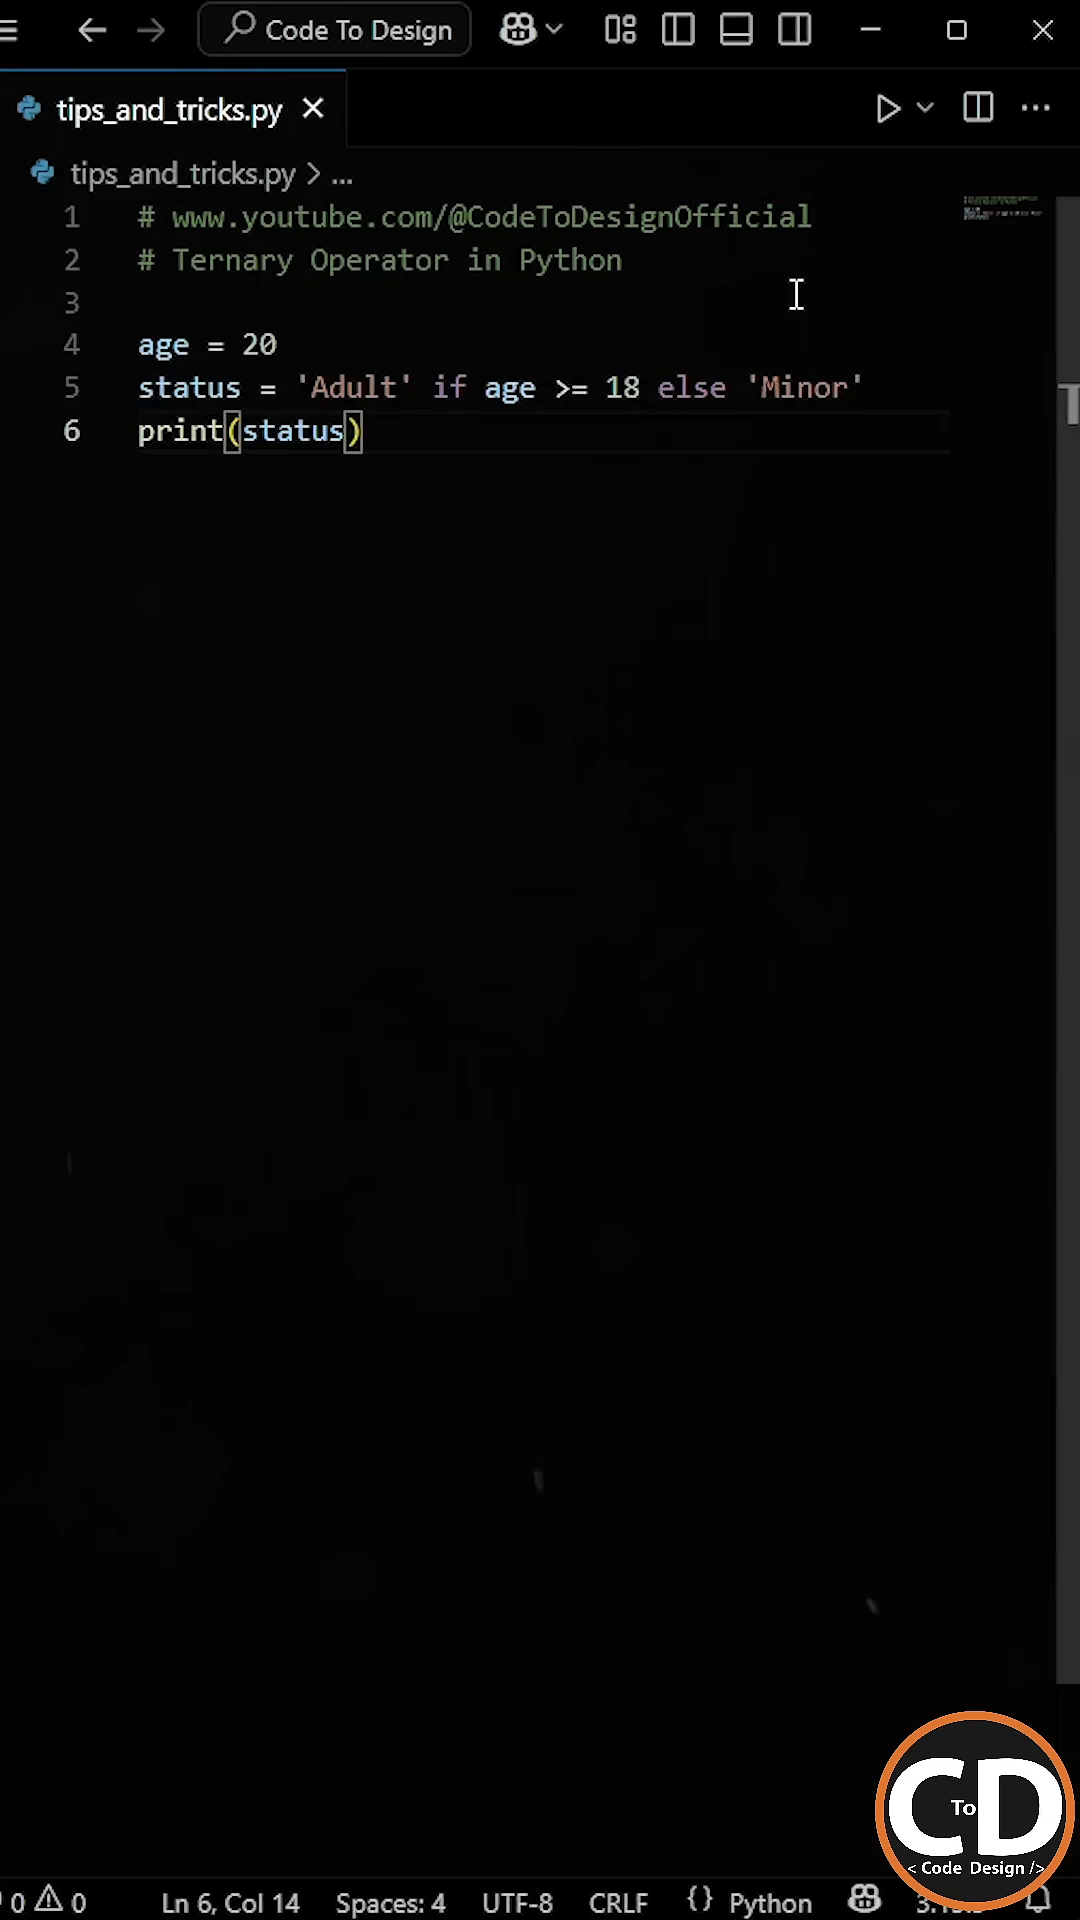 Code To Design
tips_and_tricks.py
tips_and_tricks.py > ...
1 # www.youtube.com/@CodeToDesignOfficial
2 # Ternary Operator in Python
3
4 age = 20
5 status = 'Adult' if age >= 18 else 'Minor'
6 print(status)
CD
To
< Code Design />
0 0 Ln 6, Col 14 Spaces: 4 UTF-8 CRLF {} Python